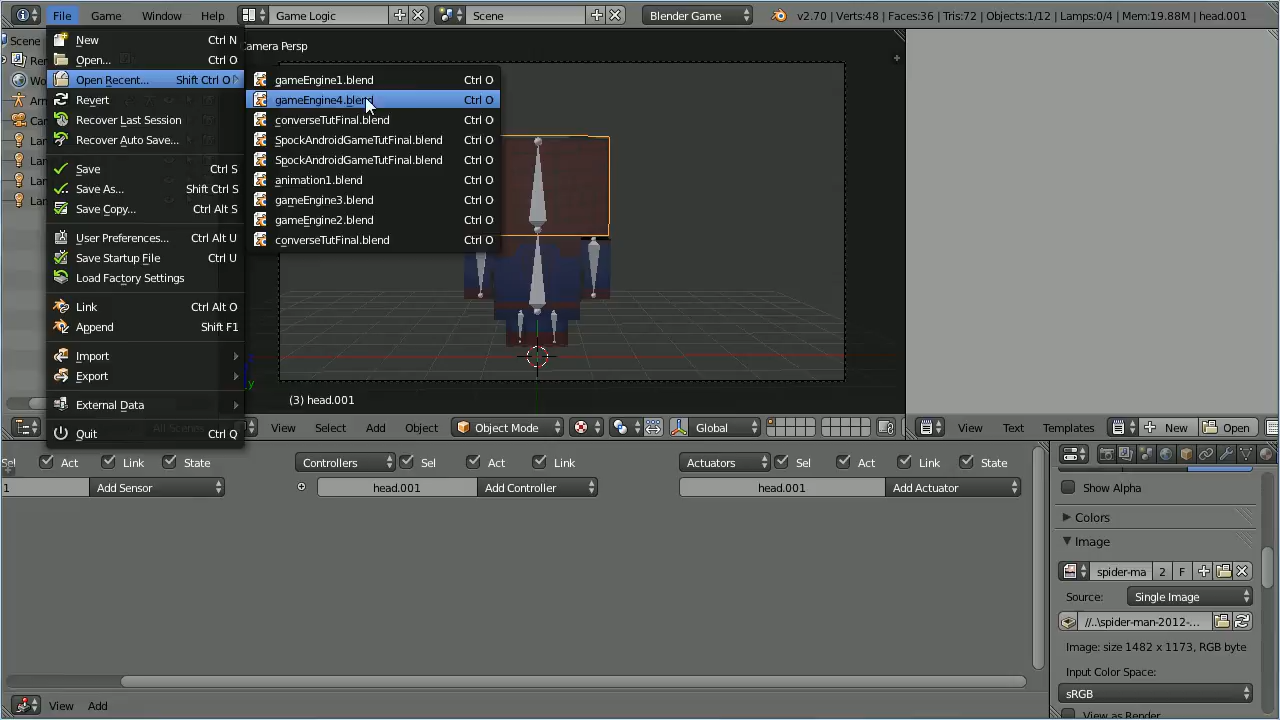 File Game Window Help Game Logic Scene Blender Game v2.70 | Verts:48 | Faces:36 | Tris:72 | Objects:1/12 | Lamps:0/4 | Mem:19.88M | head.001
Camera Persp
Scene
New Ctrl N
Open... Ctrl O
Open Recent... Shift Ctrl O
Revert
Recover Last Session
Recover Auto Save...
Save Ctrl S
Save As... Shift Ctrl S
Save Copy... Ctrl Alt S
User Preferences... Ctrl Alt U
Save Startup File Ctrl U
Load Factory Settings
Link Ctrl Alt O
Append Shift F1
Import
Export
External Data
Quit Ctrl Q
gameEngine1.blend Ctrl O
gameEngine4.blend Ctrl O
converseTutFinal.blend Ctrl O
SpockAndroidGameTutFinal.blend Ctrl O
SpockAndroidGameTutFinal.blend Ctrl O
animation1.blend Ctrl O
gameEngine3.blend Ctrl O
gameEngine2.blend Ctrl O
converseTutFinal.blend Ctrl O
(3) head.001
All Scenes View Select Add Object Object Mode Global
View Text Templates New Open
Sel Act Link State Controllers Sel Act Link Actuators Sel Act Link State
1 Add Sensor head.001 Add Controller head.001 Add Actuator
Show Alpha
Colors
Image
spider-ma 2 F
Source: Single Image
//..\spider-man-2012-...
Image: size 1482 x 1173, RGB byte
Input Color Space:
sRGB
View as Render
View Add